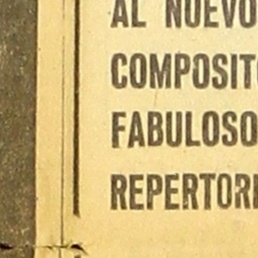 AL NUEVO
COMPOSITO
FABULOSO
REPERTORI